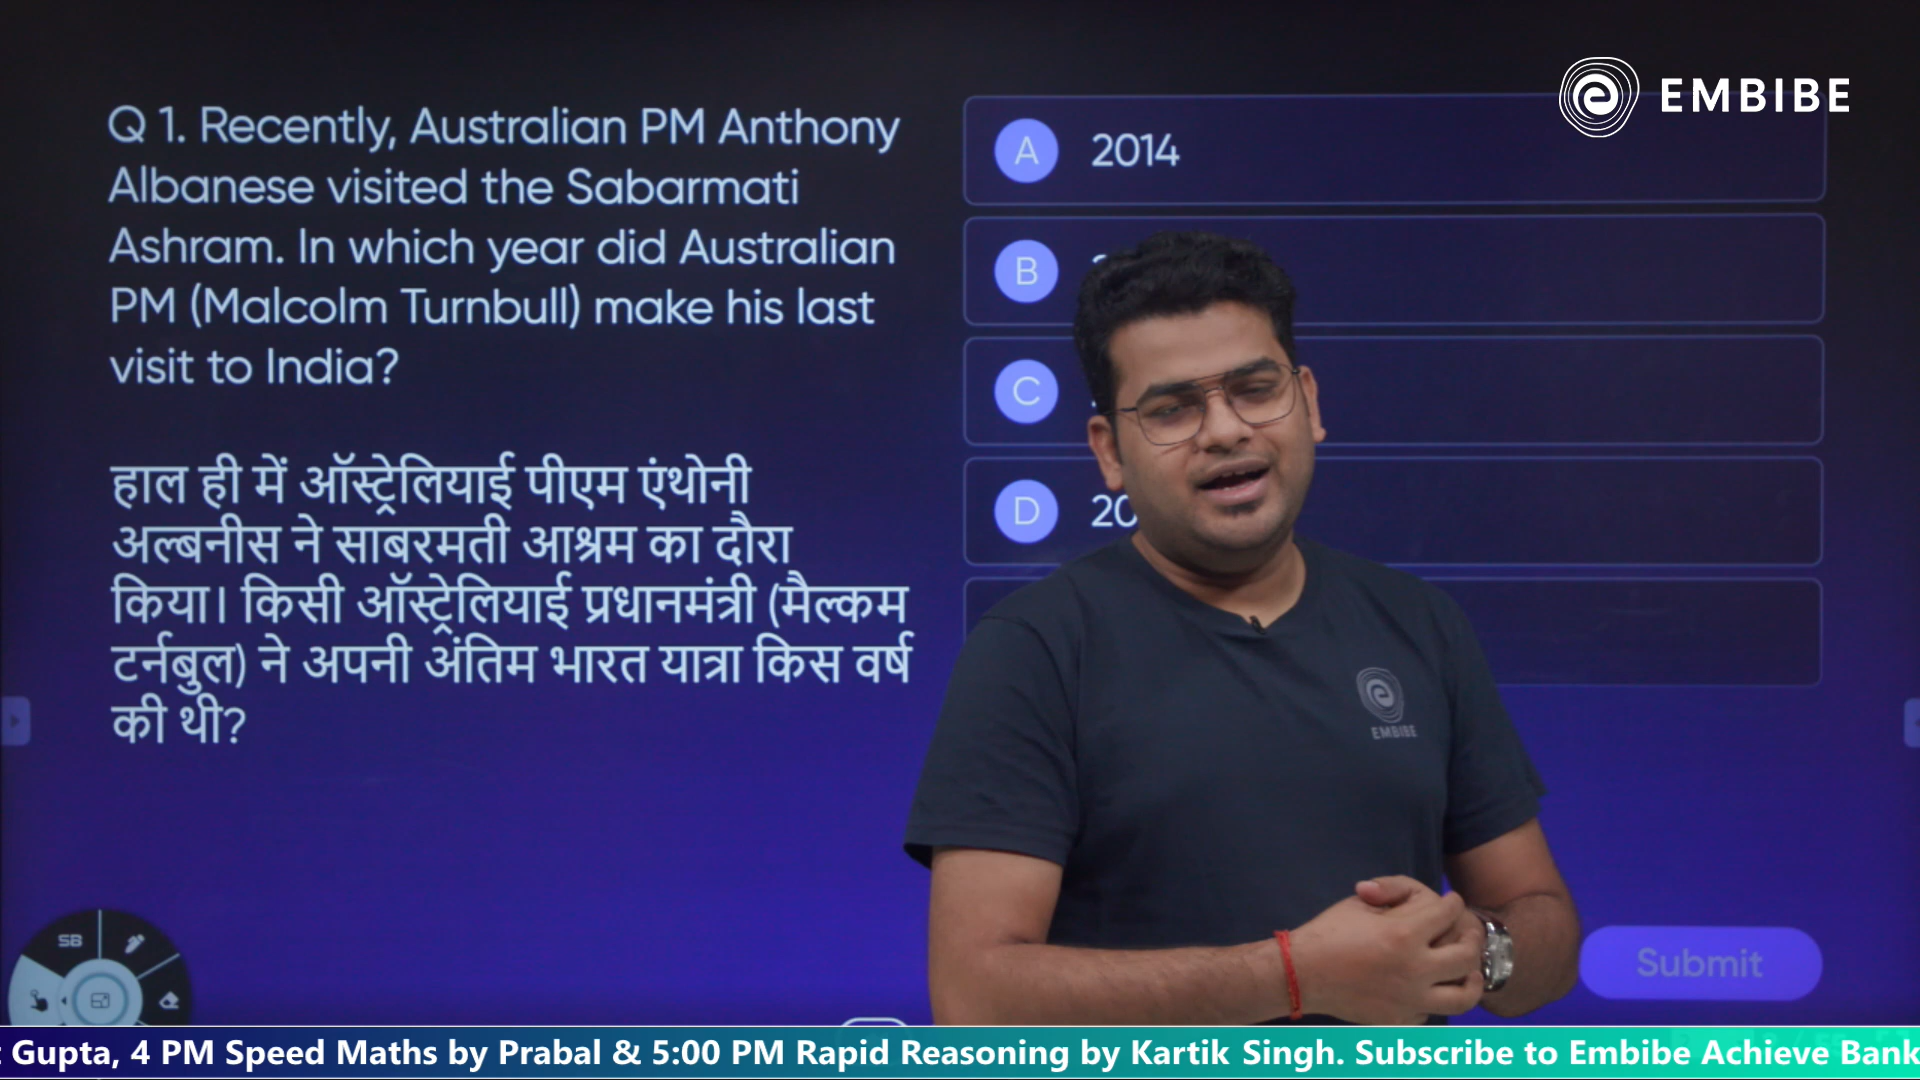 EMBIBE
Q 1. Recently, Australian PM Anthony
Albanese visited the Sabarmati
Ashram. In which year did Australian
PM (Malcolm Turnbull) make his last
visit to India?
हाल ही में ऑस्ट्रेलियाई पीएम एंथोनी
अल्बनीस ने साबरमती आश्रम का दौरा
किया। किसी ऑस्ट्रेलियाई प्रधानमंत्री (मैल्कम
टर्नबुल) ने अपनी अंतिम भारत यात्रा किस वर्ष
की थी?
A 2014
B
C
D 20
EMBIBE
SB
Submit
Gupta, 4 PM Speed Maths by Prabal & 5:00 PM Rapid Reasoning by Kartik Singh. Subscribe to Embibe Achieve Bank